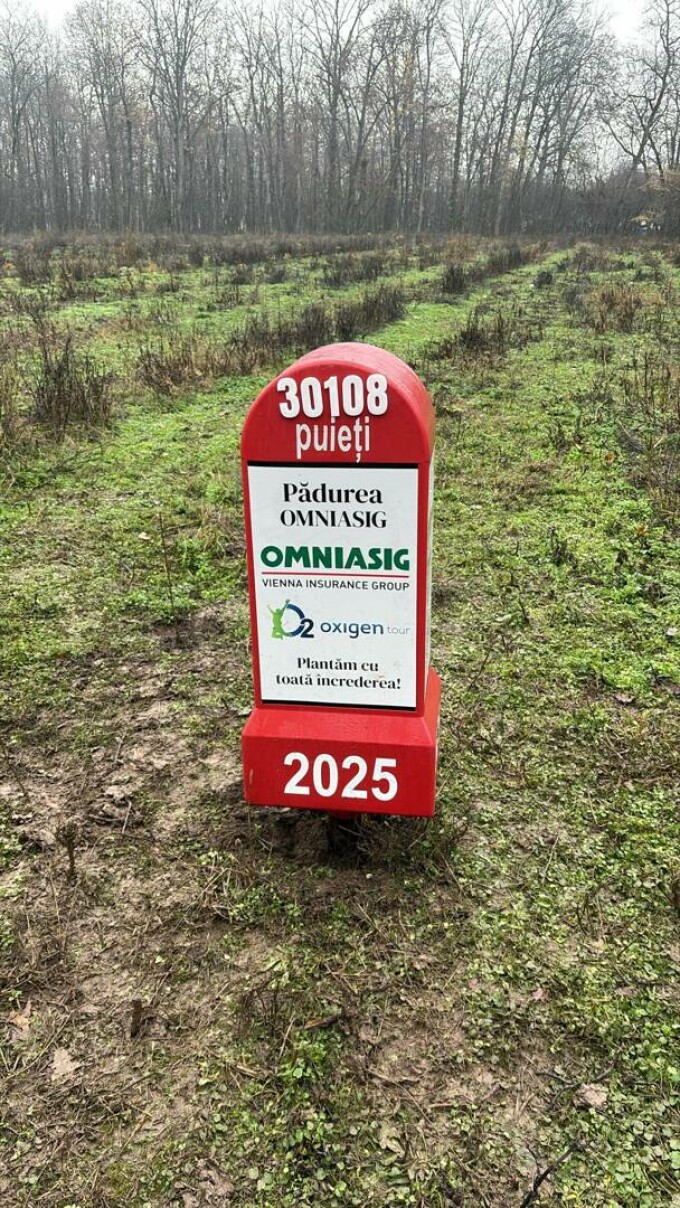 30108
puieți
Pădurea
OMNIASIG
OMNIASIG
VIENNA INSURANCE GROUP
O2 oxigen tour
Plantăm cu
toată încrederea!
2025